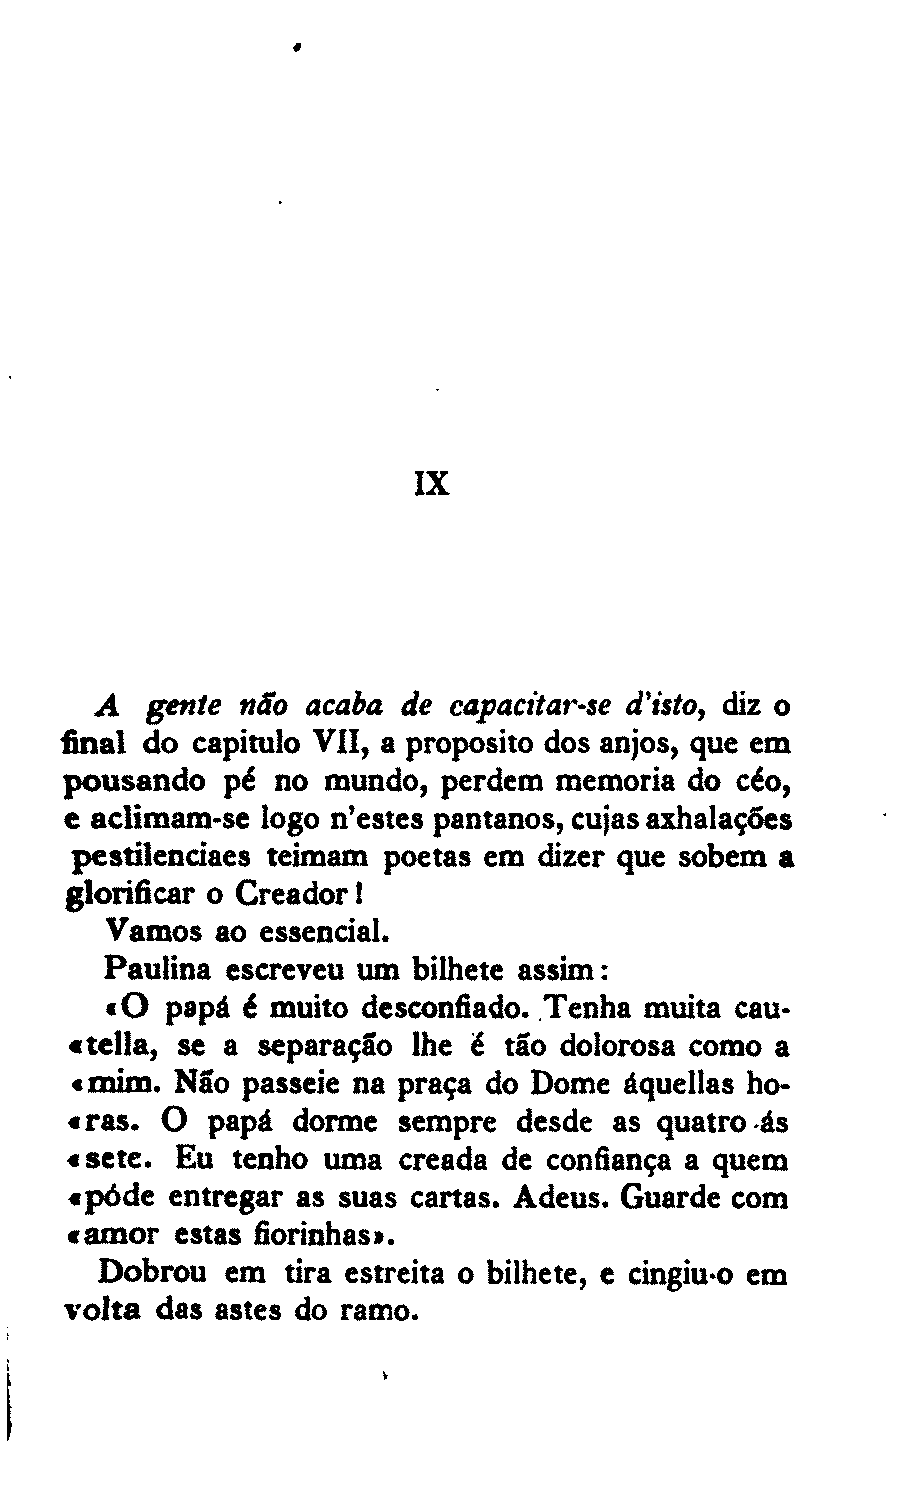 IX
A gente não acaba de capacitar-se d'isto, diz o
final do capitulo VII, a proposito dos anjos, que em
pousando pé no mundo, perdem memoria do céo,
e aclimam-se logo n'estes pantanos, cujas axhalações
pestilenciaes teimam poetas em dizer que sobem a
glorificar o Creador!
Vamos ao essencial.
Paulina escreveu um bilhete assim:
«O papá é muito desconfiado. Tenha muita cau-
«tella, se a separação lhe é tão dolorosa como a
«mim. Não passeie na praça do Dome áquellas ho-
«ras. O papá dorme sempre desde as quatro ás
«sete. Eu tenho uma creada de confiança a quem
«póde entregar as suas cartas. Adeus. Guarde com
«amor estas fiorinhas».
Dobrou em tira estreita o bilhete, e cingiu-o em
volta das astes do ramo.